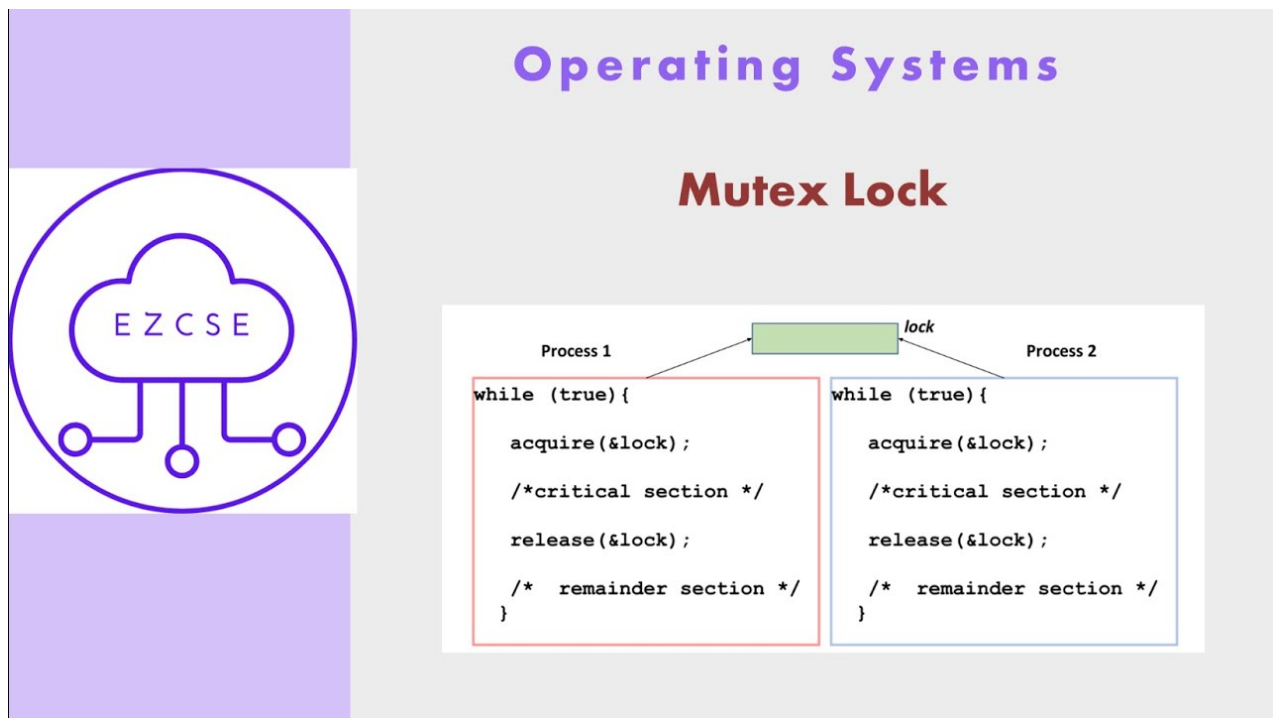 Operating Systems
Mutex Lock
EZCSE
lock
Process 1
Process 2
while (true){
acquire(&lock);
/*critical section */
release(&lock);
/*  remainder section */
}
while (true){
acquire(&lock);
/*critical section */
release(&lock);
/*  remainder section */
}